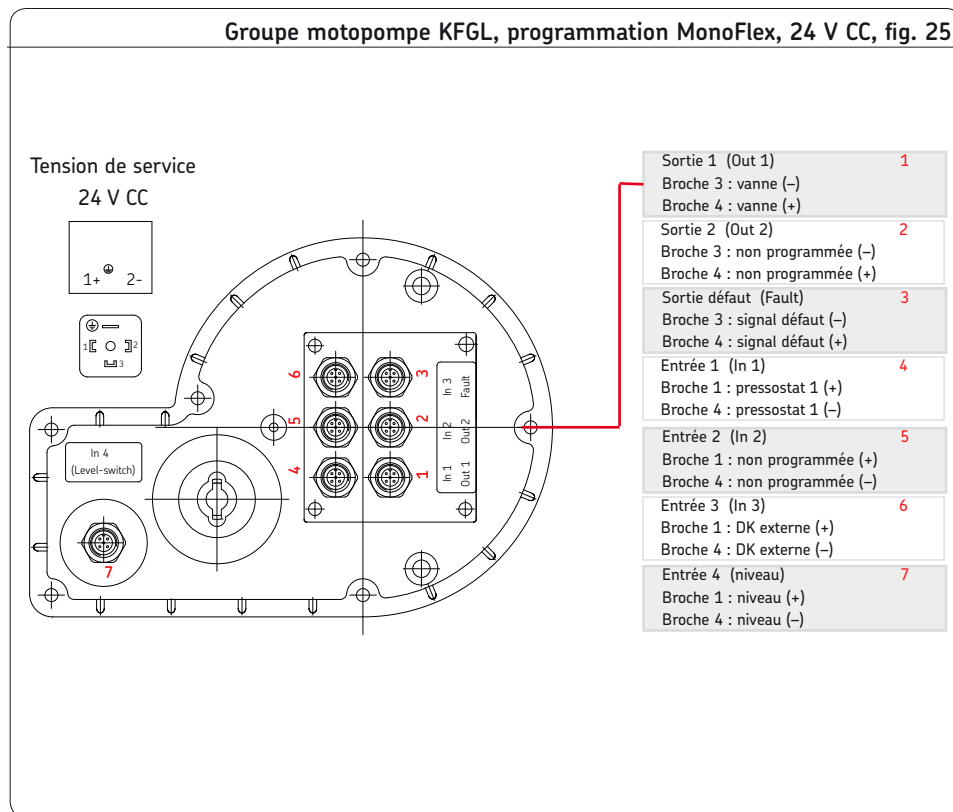 Groupe motopompe KFGL, programmation MonoFlex, 24 V CC, fig. 25
Tension de service
24 V CC
1+ 2-
1 2
3
In 4
(Level-switch)
7
6
5
4
3
2
1
In 3
Fault
In 2
Out 2
In 1
Out 1
Sortie 1 (Out 1) 1
Broche 3 : vanne (–)
Broche 4 : vanne (+)
Sortie 2 (Out 2) 2
Broche 3 : non programmée (–)
Broche 4 : non programmée (+)
Sortie défaut (Fault) 3
Broche 3 : signal défaut (–)
Broche 4 : signal défaut (+)
Entrée 1 (In 1) 4
Broche 1 : pressostat 1 (+)
Broche 4 : pressostat 1 (–)
Entrée 2 (In 2) 5
Broche 1 : non programmée (+)
Broche 4 : non programmée (–)
Entrée 3 (In 3) 6
Broche 1 : DK externe (+)
Broche 4 : DK externe (–)
Entrée 4 (niveau) 7
Broche 1 : niveau (+)
Broche 4 : niveau (–)